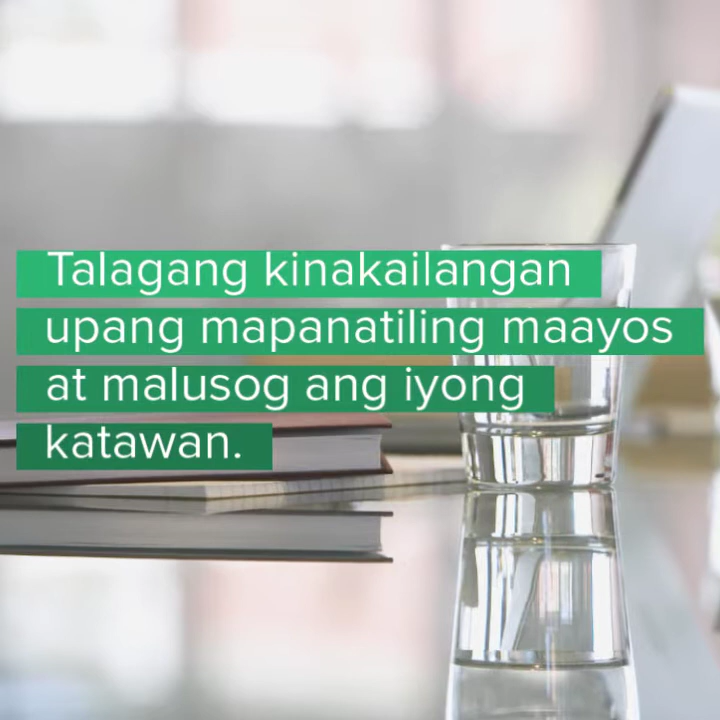 Talagang kinakailangan
upang mapanatiling maayos
at malusog ang iyong
katawan.